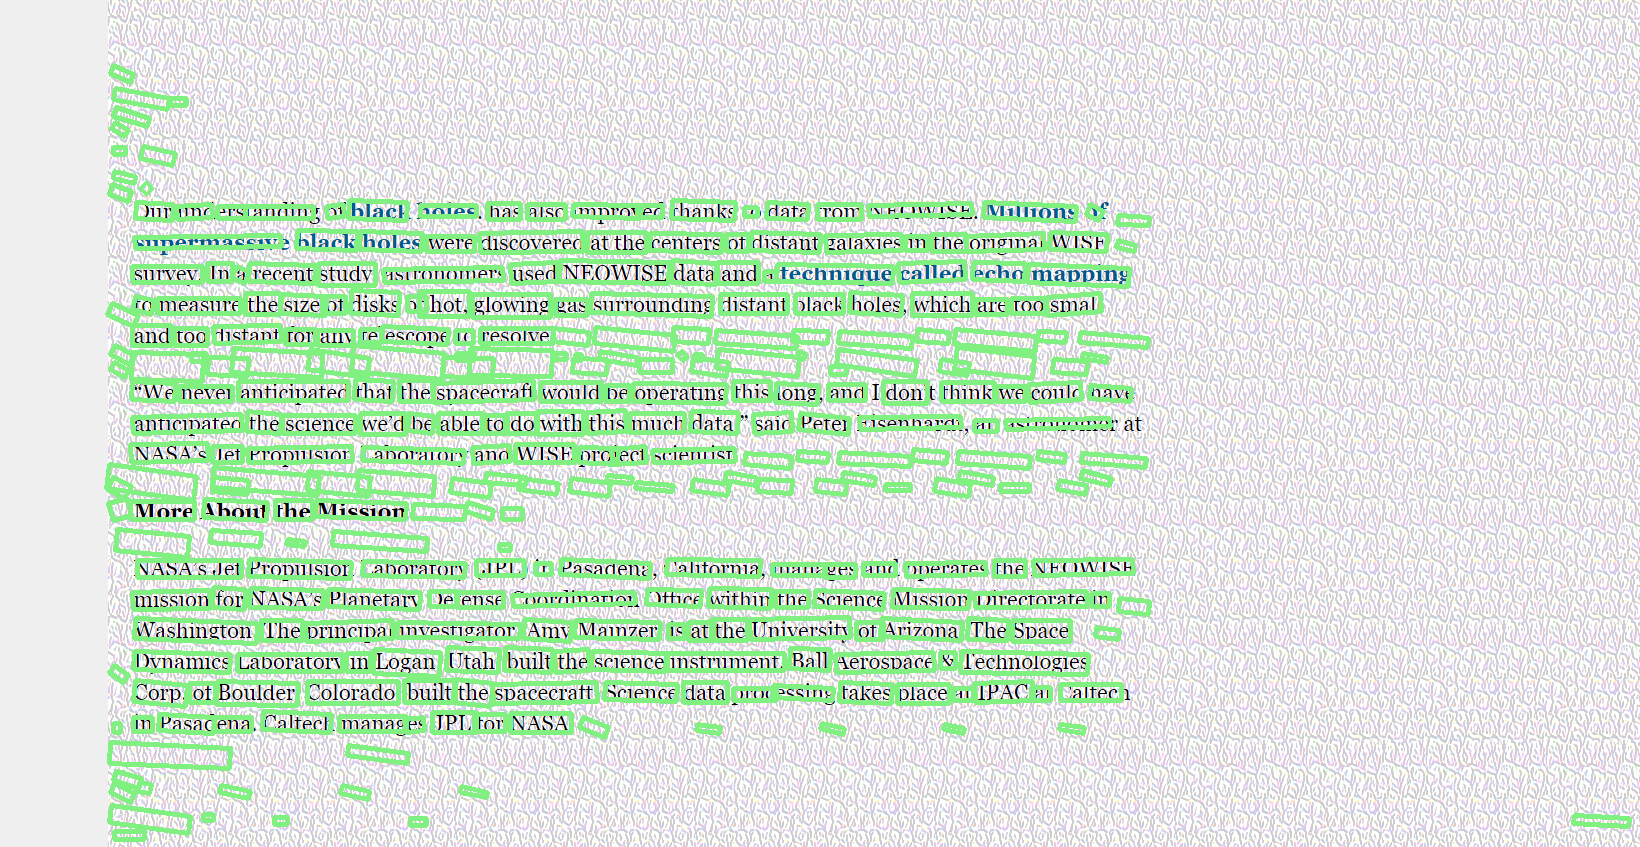 Our understanding of black holes. has also improved thanks to data from NEOWISE. Millions of
supermassive black holes were discovered at the centers of distant galaxies in the original WISE
survey. In a recent study, astronomers used NEOWISE data and a technique called echo mapping
to measure the size of disks of hot, glowing gas surrounding distant black holes, which are too small
and too distant for any telescope to resolve.
“We never anticipated that the spacecraft would be operating this long, and I don’t think we could have
anticipated the science we’d be able to do with this much data,” said Peter Eisenhardt, an astronomer at
NASA’s Jet Propulsion Laboratory and WISE project scientist.
More About the Mission
NASA’s Jet Propulsion Laboratory (JPL) in Pasadena, California, manages and operates the NEOWISE
mission for NASA’s Planetary Defense Coordination Office within the Science Mission Directorate in
Washington. The principal investigator, Amy Mainzer, is at the University of Arizona. The Space
Dynamics Laboratory in Logan, Utah, built the science instrument. Ball Aerospace & Technologies
Corp. of Boulder, Colorado, built the spacecraft. Science data processing takes place at IPAC at Caltech
in Pasadena. Caltech manages JPL for NASA.